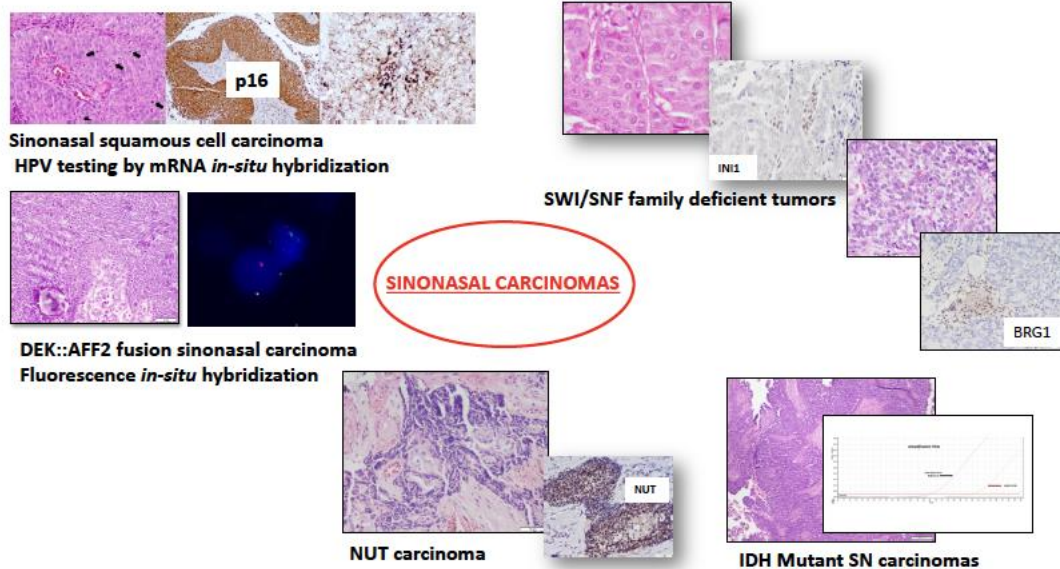 p16
Sinonasal squamous cell carcinoma
HPV testing by mRNA in-situ hybridization
INI1
SWI/SNF family deficient tumors
BRG1
SINONASAL CARCINOMAS
DEK::AFF2 fusion sinonasal carcinoma
Fluorescence in-situ hybridization
NUT
NUT carcinoma
IDH Mutant SN carcinomas